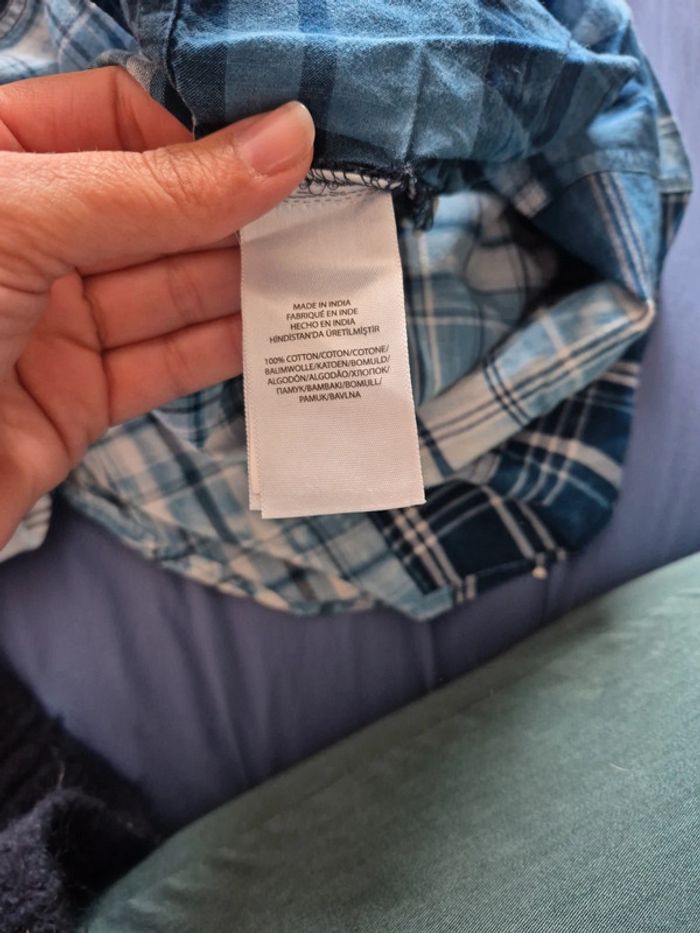 MADE IN INDIA
FABRIQUÉ EN INDE
HECHO EN INDIA
HİNDİSTAN'DA ÜRETİLMİŞTİR
100% COTTON/COTON/COTONE/
BAUMWOLLE/KATOEN/BOMULD/
ALGODÓN/ALGODÃO/ХЛОПОК/
ПАМУК/BAMBAKI/BOMULL/
PAMUK/BAVLNA